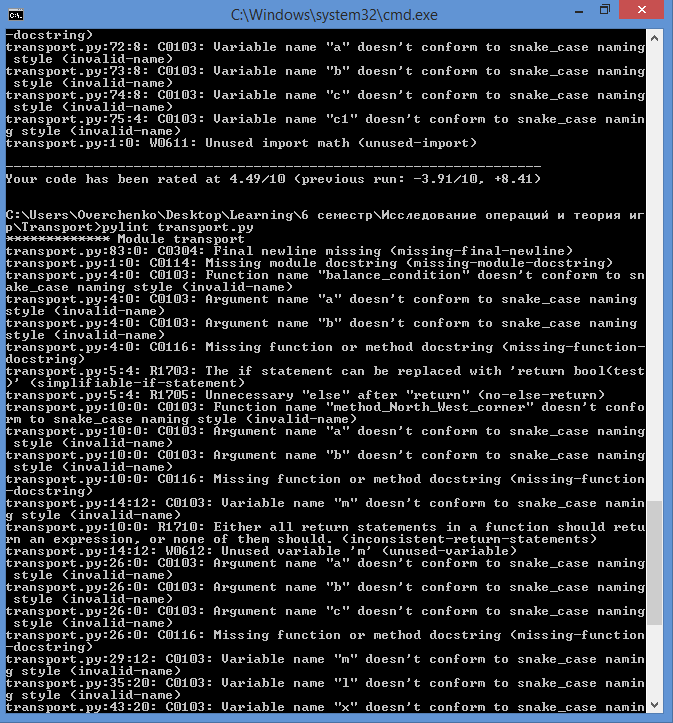 C:\Windows\system32\cmd.exe
-docstring)
transport.py:72:8: C0103: Variable name "a" doesn't conform to snake_case naming
 style (invalid-name)
transport.py:73:8: C0103: Variable name "b" doesn't conform to snake_case naming
 style (invalid-name)
transport.py:74:8: C0103: Variable name "c" doesn't conform to snake_case naming
 style (invalid-name)
transport.py:75:4: C0103: Variable name "c1" doesn't conform to snake_case namin
g style (invalid-name)
transport.py:1:0: W0611: Unused import math (unused-import)
-------------------------------------------------------------------
Your code has been rated at 4.49/10 (previous run: -3.91/10, +8.41)
C:\Users\Overchenko\Desktop\Learning\6 семестр\Исследование операций и теория иг
р\Transport>pylint transport.py
************* Module transport
transport.py:83:0: C0304: Final newline missing (missing-final-newline)
transport.py:1:0: C0114: Missing module docstring (missing-module-docstring)
transport.py:4:0: C0103: Function name "balance_condition" doesn't conform to sn
ake_case naming style (invalid-name)
transport.py:4:0: C0103: Argument name "a" doesn't conform to snake_case naming
style (invalid-name)
transport.py:4:0: C0103: Argument name "b" doesn't conform to snake_case naming
style (invalid-name)
transport.py:4:0: C0116: Missing function or method docstring (missing-function-
docstring)
transport.py:5:4: R1703: The if statement can be replaced with 'return bool(test
)' (simplifiable-if-statement)
transport.py:5:4: R1705: Unnecessary "else" after "return" (no-else-return)
transport.py:10:0: C0103: Function name "method_North_West_corner" doesn't confo
rm to snake_case naming style (invalid-name)
transport.py:10:0: C0103: Argument name "a" doesn't conform to snake_case naming
 style (invalid-name)
transport.py:10:0: C0103: Argument name "b" doesn't conform to snake_case naming
 style (invalid-name)
transport.py:10:0: C0116: Missing function or method docstring (missing-function
-docstring)
transport.py:14:12: C0103: Variable name "m" doesn't conform to snake_case namin
g style (invalid-name)
transport.py:10:0: R1710: Either all return statements in a function should retu
rn an expression, or none of them should. (inconsistent-return-statements)
transport.py:14:12: W0612: Unused variable 'm' (unused-variable)
transport.py:26:0: C0103: Argument name "a" doesn't conform to snake_case naming
 style (invalid-name)
transport.py:26:0: C0103: Argument name "b" doesn't conform to snake_case naming
 style (invalid-name)
transport.py:26:0: C0103: Argument name "c" doesn't conform to snake_case naming
 style (invalid-name)
transport.py:26:0: C0116: Missing function or method docstring (missing-function
-docstring)
transport.py:29:12: C0103: Variable name "m" doesn't conform to snake_case namin
g style (invalid-name)
transport.py:35:20: C0103: Variable name "l" doesn't conform to snake_case namin
g style (invalid-name)
transport.py:43:20: C0103: Variable name "x" doesn't conform to snake_case namin